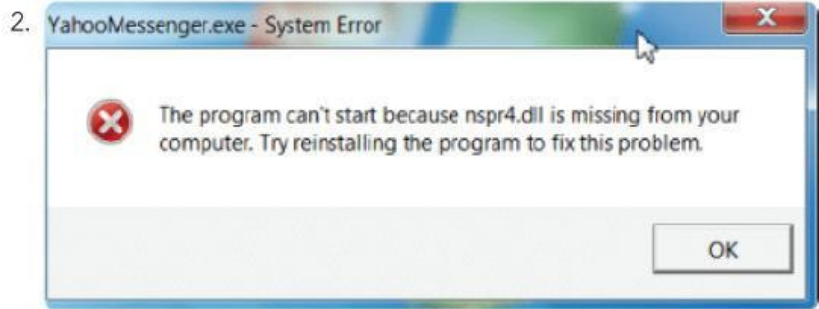 2.
YahooMessenger.exe - System Error
The program can't start because nspr4.dll is missing from your
computer. Try reinstalling the program to fix this problem.
OK